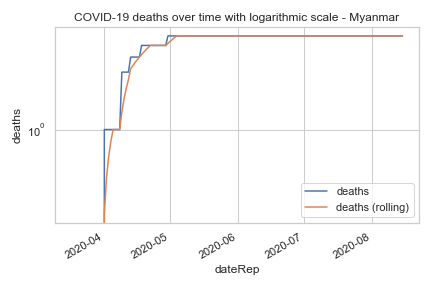 COVID-19 deaths over time with logarithmic scale - Myanmar
deaths
10⁰
deaths
deaths (rolling)
2020-04
2020-05
2020-06
2020-07
2020-08
dateRep